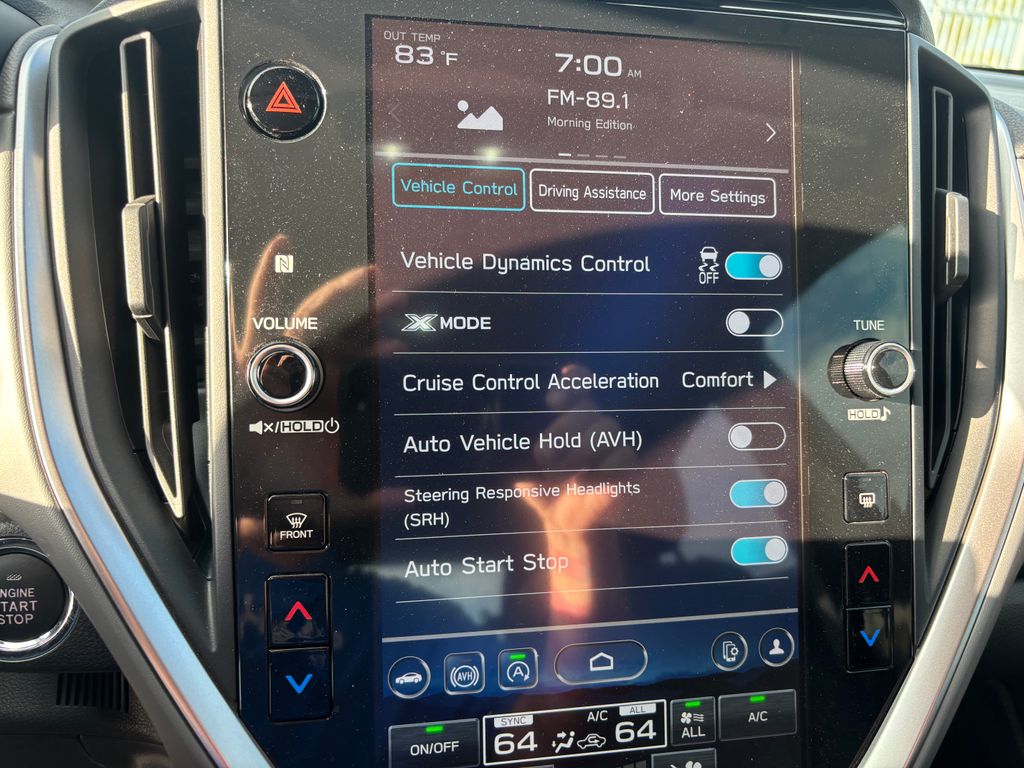 OUT TEMP
83 °F
7:00 AM
FM-89.1
Morning Edition
Vehicle Control
Driving Assistance
More Settings
Vehicle Dynamics Control
OFF
X MODE
Cruise Control Acceleration
Comfort
Auto Vehicle Hold (AVH)
Steering Responsive Headlights
(SRH)
Auto Start Stop
N
VOLUME
/HOLD
TUNE
HOLD
FRONT
ENGINE
START
STOP
(AVH)
A
ON/OFF
SYNC
64
A/C
ALL
64
ALL
A/C